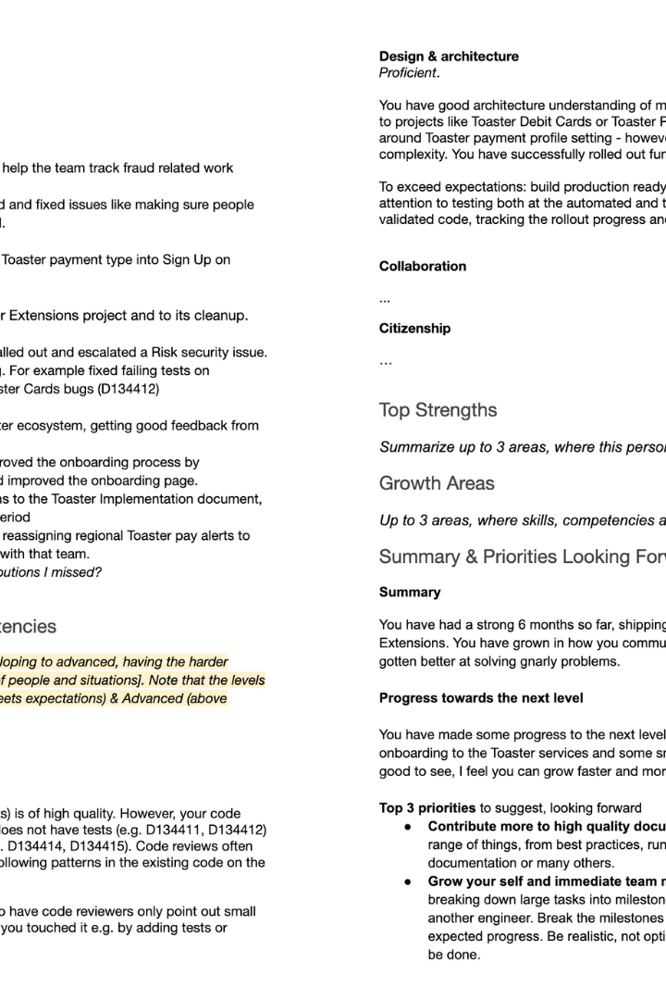 help the team track fraud related work
d and fixed issues like making sure people
Toaster payment type into Sign Up on
r Extensions project and to its cleanup.
alled out and escalated a Risk security issue.
g. For example fixed failing tests on
ster Cards bugs (D134412)
ter ecosystem, getting good feedback from
roved the onboarding process by
d improved the onboarding page.
ns to the Toaster Implementation document,
eriod
reassigning regional Toaster pay alerts to
with that team.
butions I missed?
tencies
loping to advanced, having the harder
of people and situations]. Note that the levels
eets expectations) & Advanced (above
ks) is of high quality. However, your code
does not have tests (e.g. D134411, D134412)
. D134414, D134415). Code reviews often
ollowing patterns in the existing code on the
o have code reviewers only point out small
you touched it e.g. by adding tests or
Design & architecture
Proficient.
You have good architecture understanding of m
to projects like Toaster Debit Cards or Toaster P
around Toaster payment profile setting - howeve
complexity. You have successfully rolled out fun
To exceed expectations: build production ready
attention to testing both at the automated and t
validated code, tracking the rollout progress and
Collaboration
...
Citizenship
...
Top Strengths
Summarize up to 3 areas, where this person
Growth Areas
Up to 3 areas, where skills, competencies a
Summary & Priorities Looking Forw
Summary
You have had a strong 6 months so far, shipping
Extensions. You have grown in how you commu
gotten better at solving gnarly problems.
Progress towards the next level
You have made some progress to the next level
onboarding to the Toaster services and some sm
good to see, I feel you can grow faster and more
Top 3 priorities to suggest, looking forward
● Contribute more to high quality docu
range of things, from best practices, run
documentation or many others.
● Grow your self and immediate team m
breaking down large tasks into mileston
another engineer. Break the milestones
expected progress. Be realistic, not opti
be done.